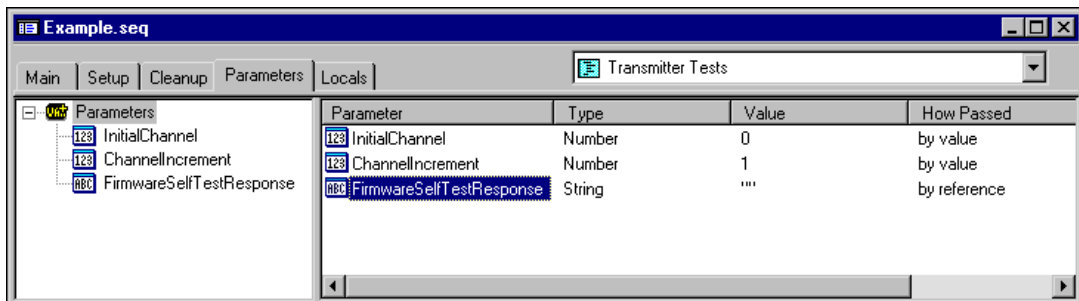 Example.seq
Main Setup Cleanup Parameters Locals
Transmitter Tests
Parameters
InitialChannel
ChannelIncrement
FirmwareSelfTestResponse
Parameter Type Value How Passed
InitialChannel Number 0 by value
ChannelIncrement Number 1 by value
FirmwareSelfTestResponse String "" by reference